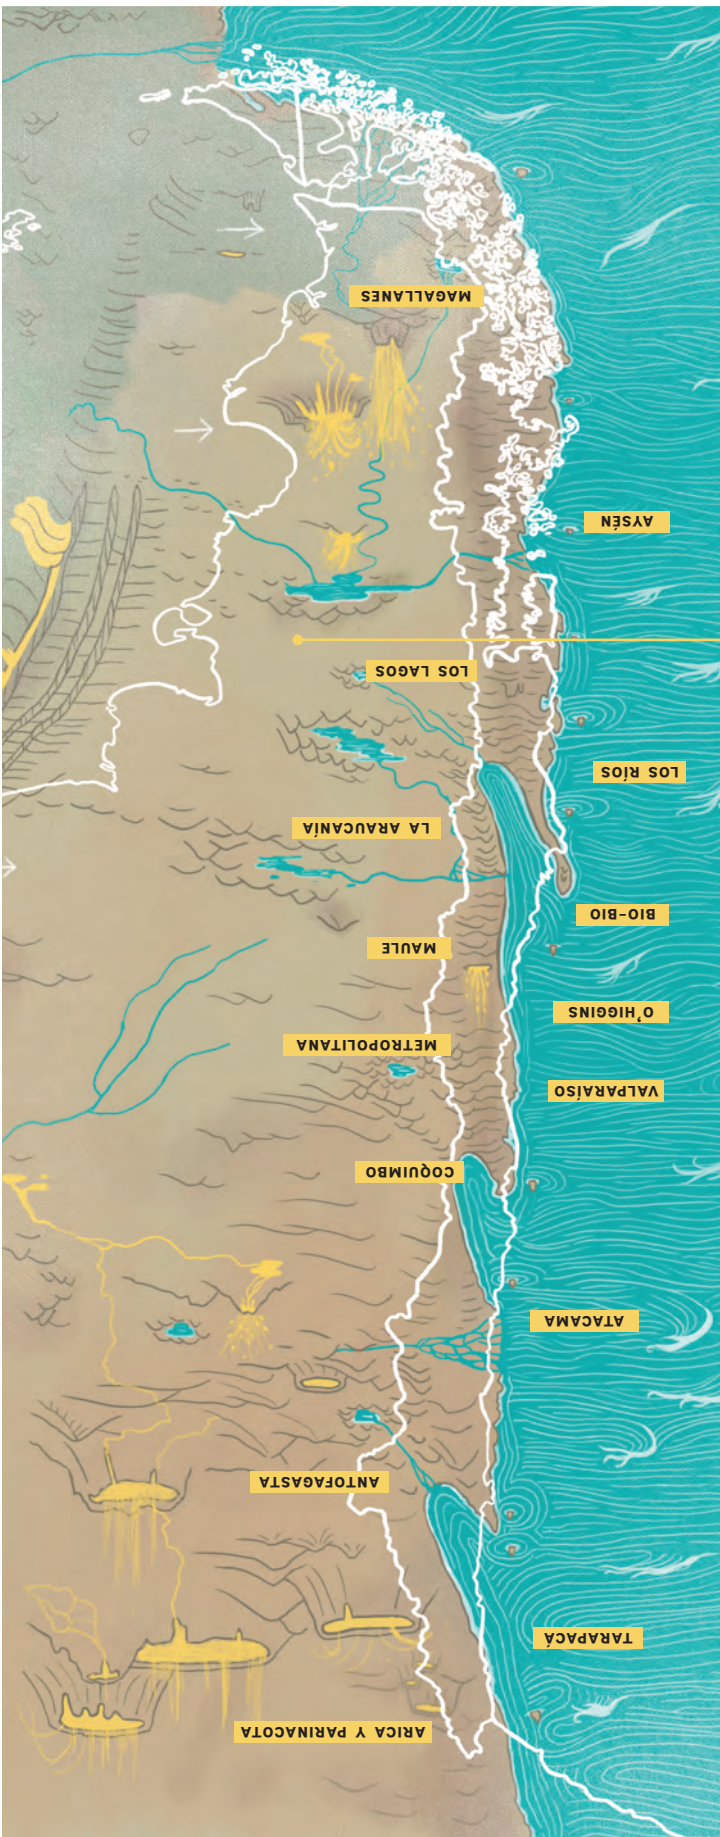 ARICA Y PARINACOTA
TARAPACÁ
ANTOFAGASTA
ATACAMA
COQUIMBO
VALPARAÍSO
METROPOLITANA
O’HIGGINS
MAULE
BIO-BIO
LA ARAUCANÍA
LOS RÍOS
LOS LAGOS
AYSÉN
MAGALLANES